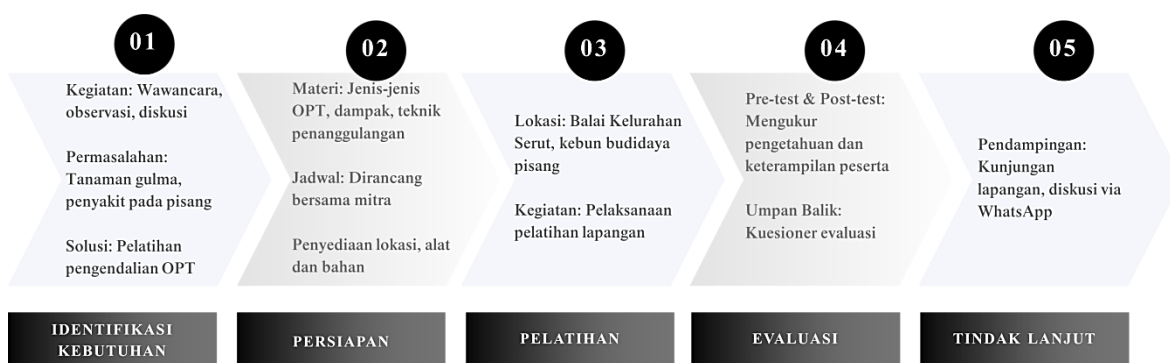 01
Kegiatan: Wawancara,
observasi, diskusi
Permasalahan:
Tanaman gulma,
penyakit pada pisang
Solusi: Pelatihan
pengendalian OPT
IDENTIFIKASI
KEBUTUHAN
02
Materi: Jenis-jenis
OPT, dampak, teknik
penanggulangan
Jadwal: Dirancang
bersama mitra
Penyediaan lokasi, alat
dan bahan
PERSIAPAN
03
Lokasi: Balai Kelurahan
Serut, kebun budidaya
pisang
Kegiatan: Pelaksanaan
pelatihan lapangan
PELATIHAN
04
Pre-test & Post-test:
Mengukur
pengetahuan dan
keterampilan peserta
Umpan Balik:
Kuesioner evaluasi
EVALUASI
05
Pendampingan:
Kunjungan
lapangan, diskusi via
WhatsApp
TINDAK LANJUT